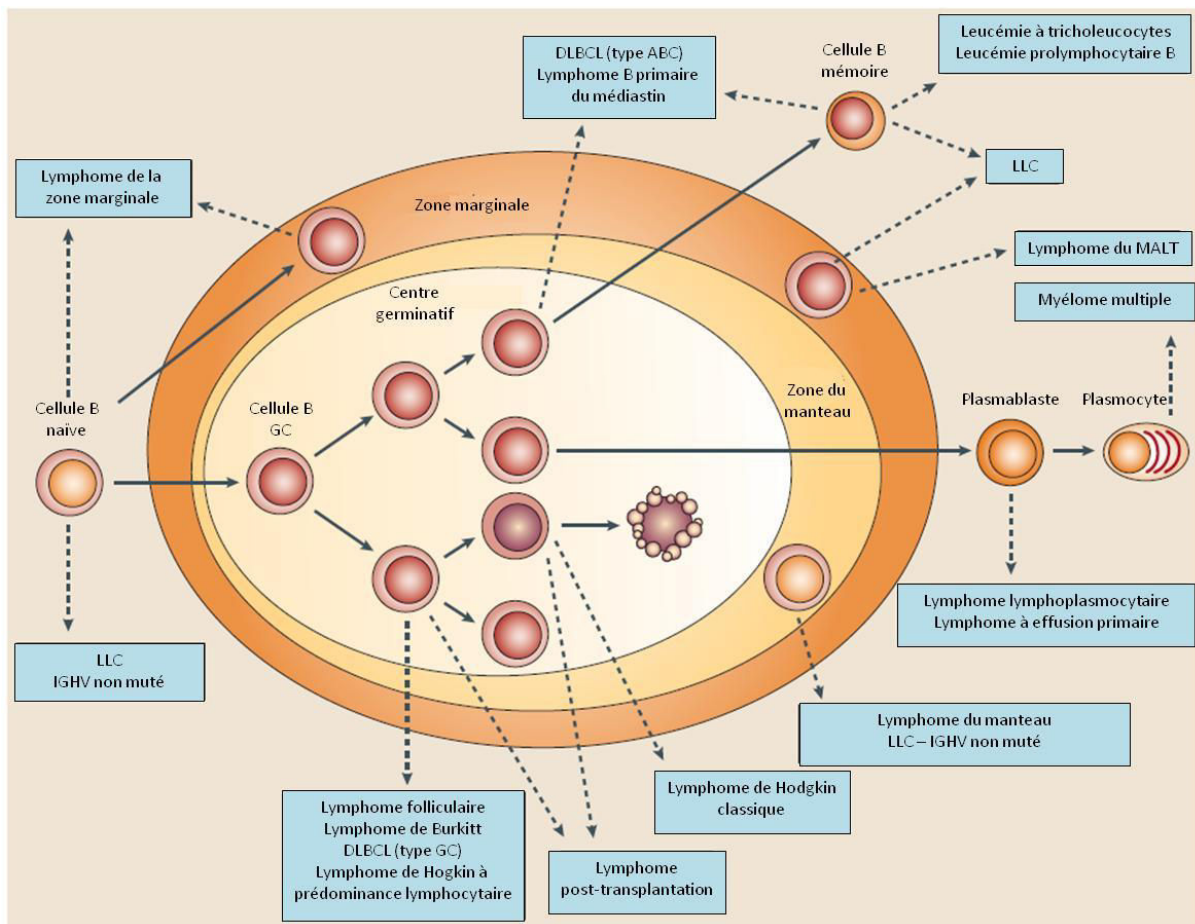 DLBCL (type ABC)
Lymphome B primaire
du médiastin
Cellule B
mémoire
Leucémie à tricholeucocytes
Leucémie prolymphocytaire B
LLC
Lymphome de la
zone marginale
Zone marginale
Lymphome du MALT
Myélome multiple
Centre
germinatif
Zone du
manteau
Cellule B
naïve
Cellule B
GC
Plasmablaste
Plasmocyte
Lymphome lymphoplasmocytaire
Lymphome à effusion primaire
LLC
IGHV non muté
Lymphome du manteau
LLC – IGHV non muté
Lymphome de Hodgkin
classique
Lymphome folliculaire
Lymphome de Burkitt
DLBCL (type GC)
Lymphome de Hogkin à
prédominance lymphocytaire
Lymphome
post-transplantation